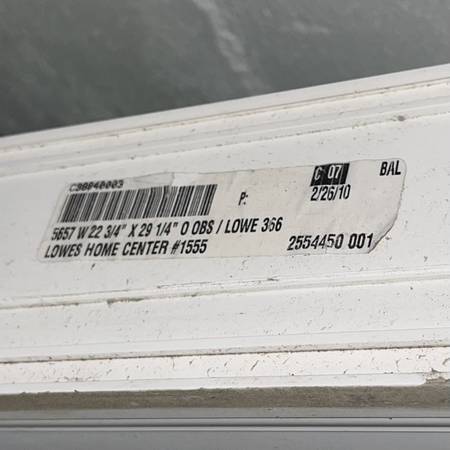 C98640003
P:
C 07
BAL
2/26/10
5657 W 22 3/4" X 29 1/4" O OBS / LOWE 366
LOWES HOME CENTER #1555
2554450 001